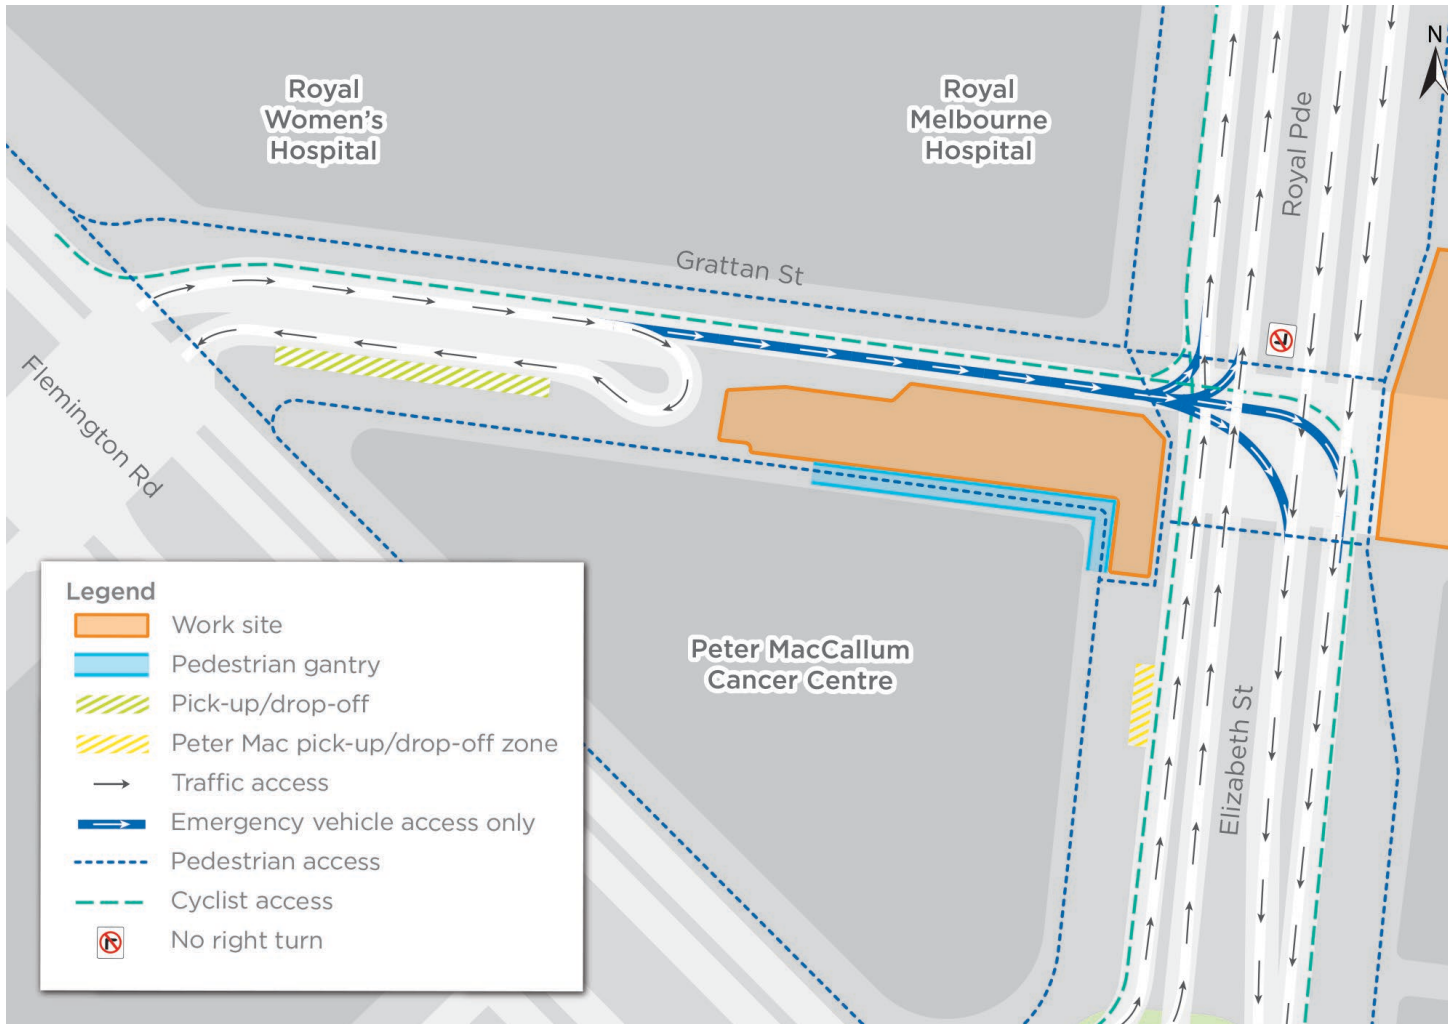 Royal
Women's
Hospital
Royal
Melbourne
Hospital
N
Royal Pde
Grattan St
Flemington Rd
Peter MacCallum
Cancer Centre
Elizabeth St
Legend
Work site
Pedestrian gantry
Pick-up/drop-off
Peter Mac pick-up/drop-off zone
Traffic access
Emergency vehicle access only
Pedestrian access
Cyclist access
No right turn